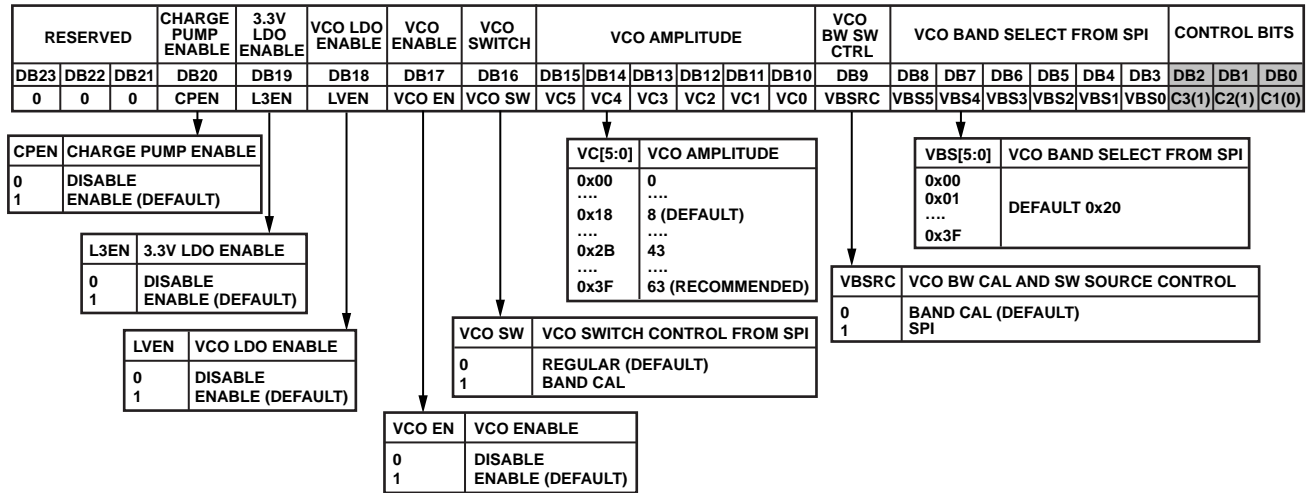 RESERVED CHARGE PUMP ENABLE 3.3V LDO ENABLE VCO LDO ENABLE VCO ENABLE VCO SWITCH VCO AMPLITUDE VCO BW SW CTRL VCO BAND SELECT FROM SPI CONTROL BITS
DB23 DB22 DB21 DB20 DB19 DB18 DB17 DB16 DB15 DB14 DB13 DB12 DB11 DB10 DB9 DB8 DB7 DB6 DB5 DB4 DB3 DB2 DB1 DB0
0 0 0 CPEN L3EN LVEN VCO EN VCO SW VC5 VC4 VC3 VC2 VC1 VC0 VBSRC VBS5 VBS4 VBS3 VBS2 VBS1 VBS0 C3(1) C2(1) C1(0)
CPEN CHARGE PUMP ENABLE
0 DISABLE
1 ENABLE (DEFAULT)
VC[5:0] VCO AMPLITUDE
0x00 0
.... ....
0x18 8 (DEFAULT)
.... ....
0x2B 43
.... ....
0x3F 63 (RECOMMENDED)
VBS[5:0] VCO BAND SELECT FROM SPI
0x00
0x01
....
0x3F
DEFAULT 0x20
L3EN 3.3V LDO ENABLE
0 DISABLE
1 ENABLE (DEFAULT)
VBSRC VCO BW CAL AND SW SOURCE CONTROL
0 BAND CAL (DEFAULT)
1 SPI
VCO SW VCO SWITCH CONTROL FROM SPI
0 REGULAR (DEFAULT)
1 BAND CAL
LVEN VCO LDO ENABLE
0 DISABLE
1 ENABLE (DEFAULT)
VCO EN VCO ENABLE
0 DISABLE
1 ENABLE (DEFAULT)